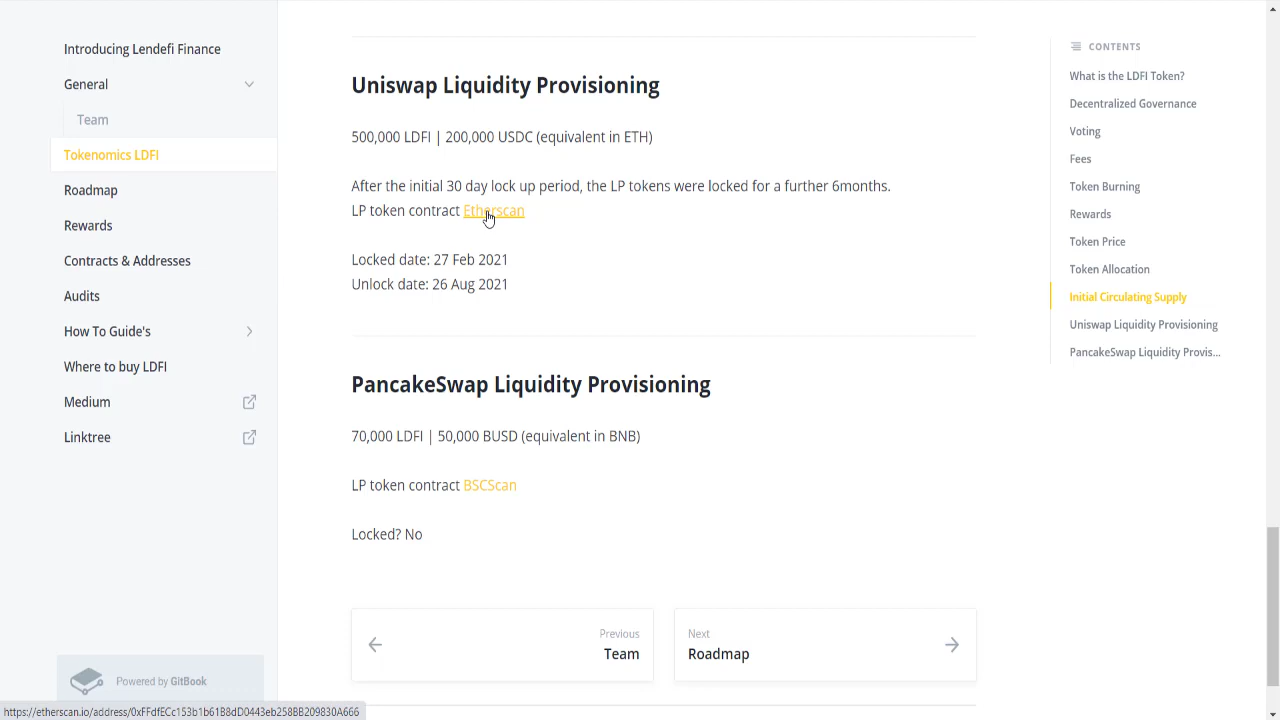 Introducing Lendefi Finance
General
Team
Tokenomics LDFI
Roadmap
Rewards
Contracts & Addresses
Audits
How To Guide's
Where to buy LDFI
Medium
Linktree
Powered by GitBook
Uniswap Liquidity Provisioning
500,000 LDFI | 200,000 USDC (equivalent in ETH)
After the initial 30 day lock up period, the LP tokens were locked for a further 6months.
LP token contract Etherscan
Locked date: 27 Feb 2021
Unlock date: 26 Aug 2021
PancakeSwap Liquidity Provisioning
70,000 LDFI | 50,000 BUSD (equivalent in BNB)
LP token contract BSCScan
Locked? No
Previous
Team
Next
Roadmap
CONTENTS
What is the LDFI Token?
Decentralized Governance
Voting
Fees
Token Burning
Rewards
Token Price
Token Allocation
Initial Circulating Supply
Uniswap Liquidity Provisioning
PancakeSwap Liquidity Provis...
https://etherscan.io/address/0xFFdfECc153b1b61B8dD0443eb258BB209830A666